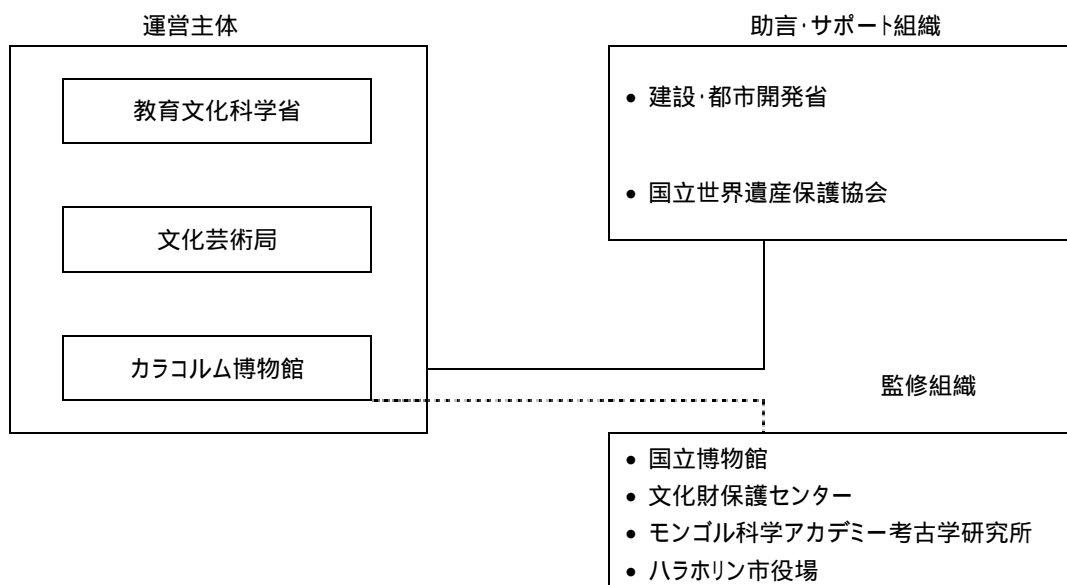 運営主体
教育文化科学省
文化芸術局
カラコルム博物館
助言・サポート組織
• 建設・都市開発省
• 国立世界遺産保護協会
監修組織
• 国立博物館
• 文化財保護センター
• モンゴル科学アカデミー考古学研究所
• ハラホリン市役場